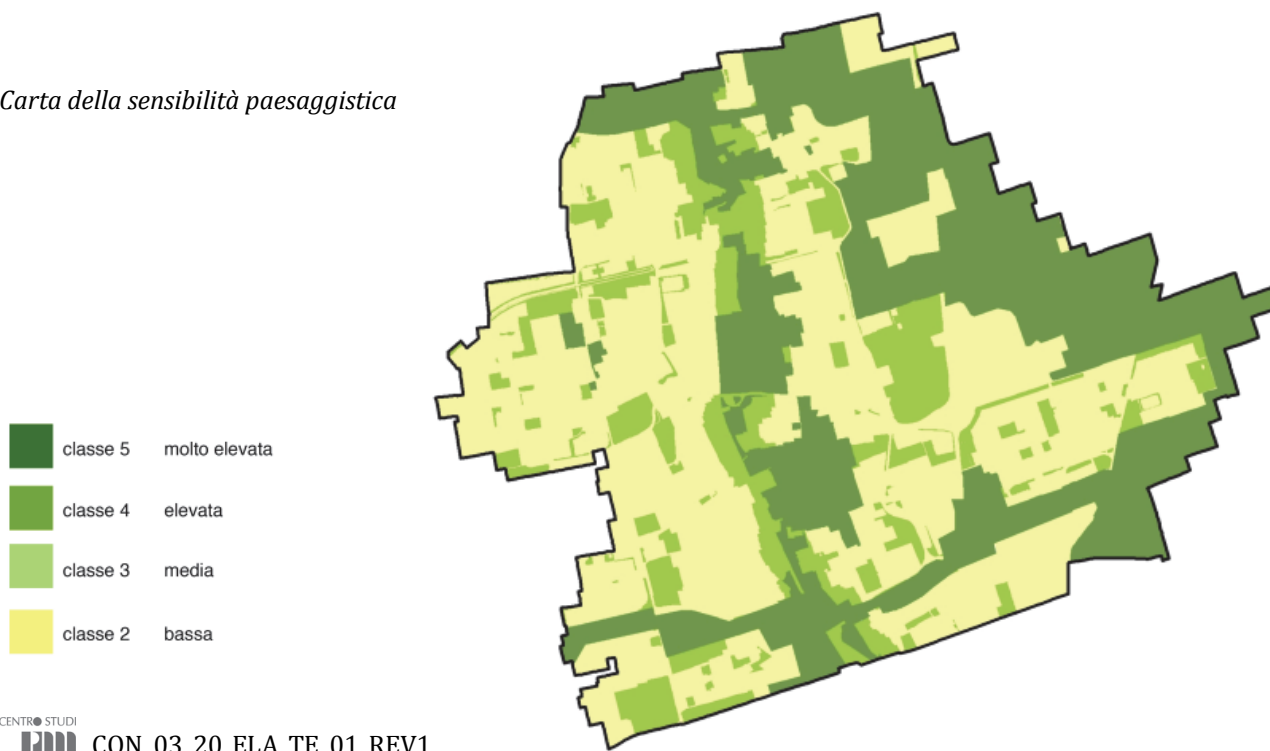 Carta della sensibilità paesaggistica
classe 5 molto elevata
classe 4 elevata
classe 3 media
classe 2 bassa
CENTRO STUDI
PIM CON_03_20_ELA_TE_01_REV1